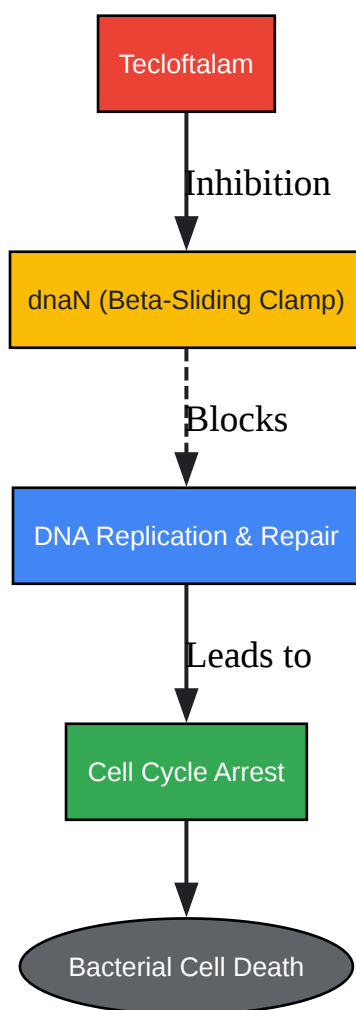 Tecloftalam
Inhibition
dnaN (Beta-Sliding Clamp)
Blocks
DNA Replication & Repair
Leads to
Cell Cycle Arrest
Bacterial Cell Death